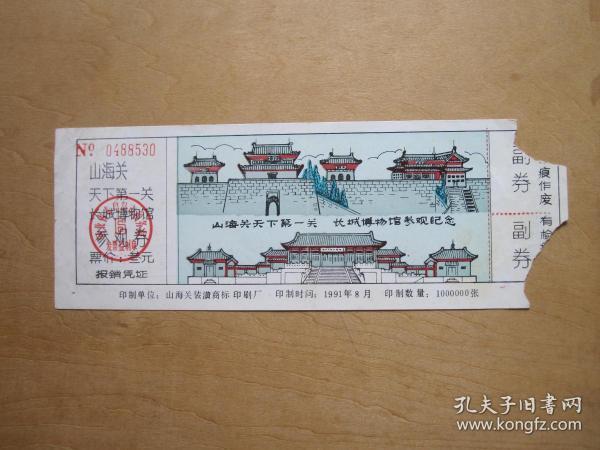 No 0488530
山海关
天下第一关
长城博物馆
参观券
票价：叁元
报销凭证
山海关天下第一关 长城博物馆参观纪念
印制单位：山海关装潢商标印刷厂 印制时间：1991年8月 印制数量：1000000张
副券
副券
痕作废
有检
孔夫子旧书网
www.kongfz.com